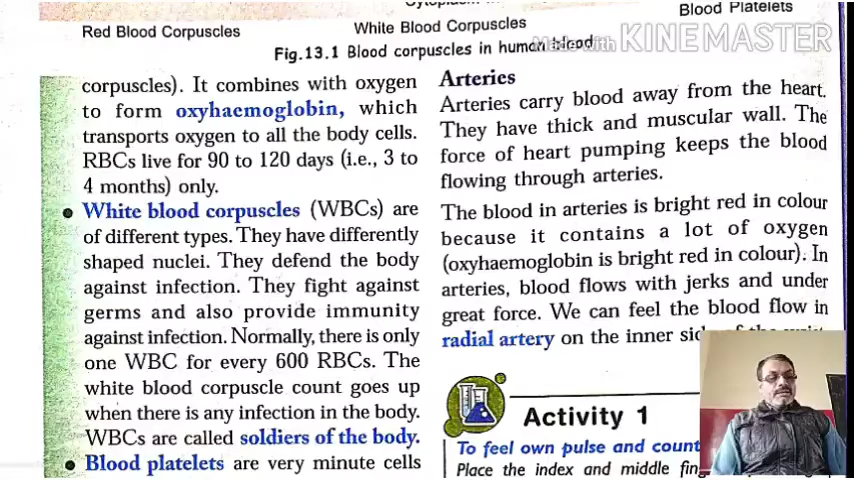 Blood Platelets
White Blood Corpuscles
Red Blood Corpuscles
Fig.13.1 Blood corpuscles in human blood
Made with KINEMASTER
corpuscles). It combines with oxygen
to form oxyhaemoglobin, which
transports oxygen to all the body cells.
RBCs live for 90 to 120 days (i.e., 3 to
4 months) only.
• White blood corpuscles (WBCs) are
of different types. They have differently
shaped nuclei. They defend the body
against infection. They fight against
germs and also provide immunity
against infection. Normally, there is only
one WBC for every 600 RBCs. The
white blood corpuscle count goes up
when there is any infection in the body.
WBCs are called soldiers of the body.
• Blood platelets are very minute cells
Arteries
Arteries carry blood away from the heart.
They have thick and muscular wall. The
force of heart pumping keeps the blood
flowing through arteries.
The blood in arteries is bright red in colour
because it contains a lot of oxygen
(oxyhaemoglobin is bright red in colour). In
arteries, blood flows with jerks and under
great force. We can feel the blood flow in
radial artery on the inner
Activity 1
To feel own pulse and count
Place the index and middle